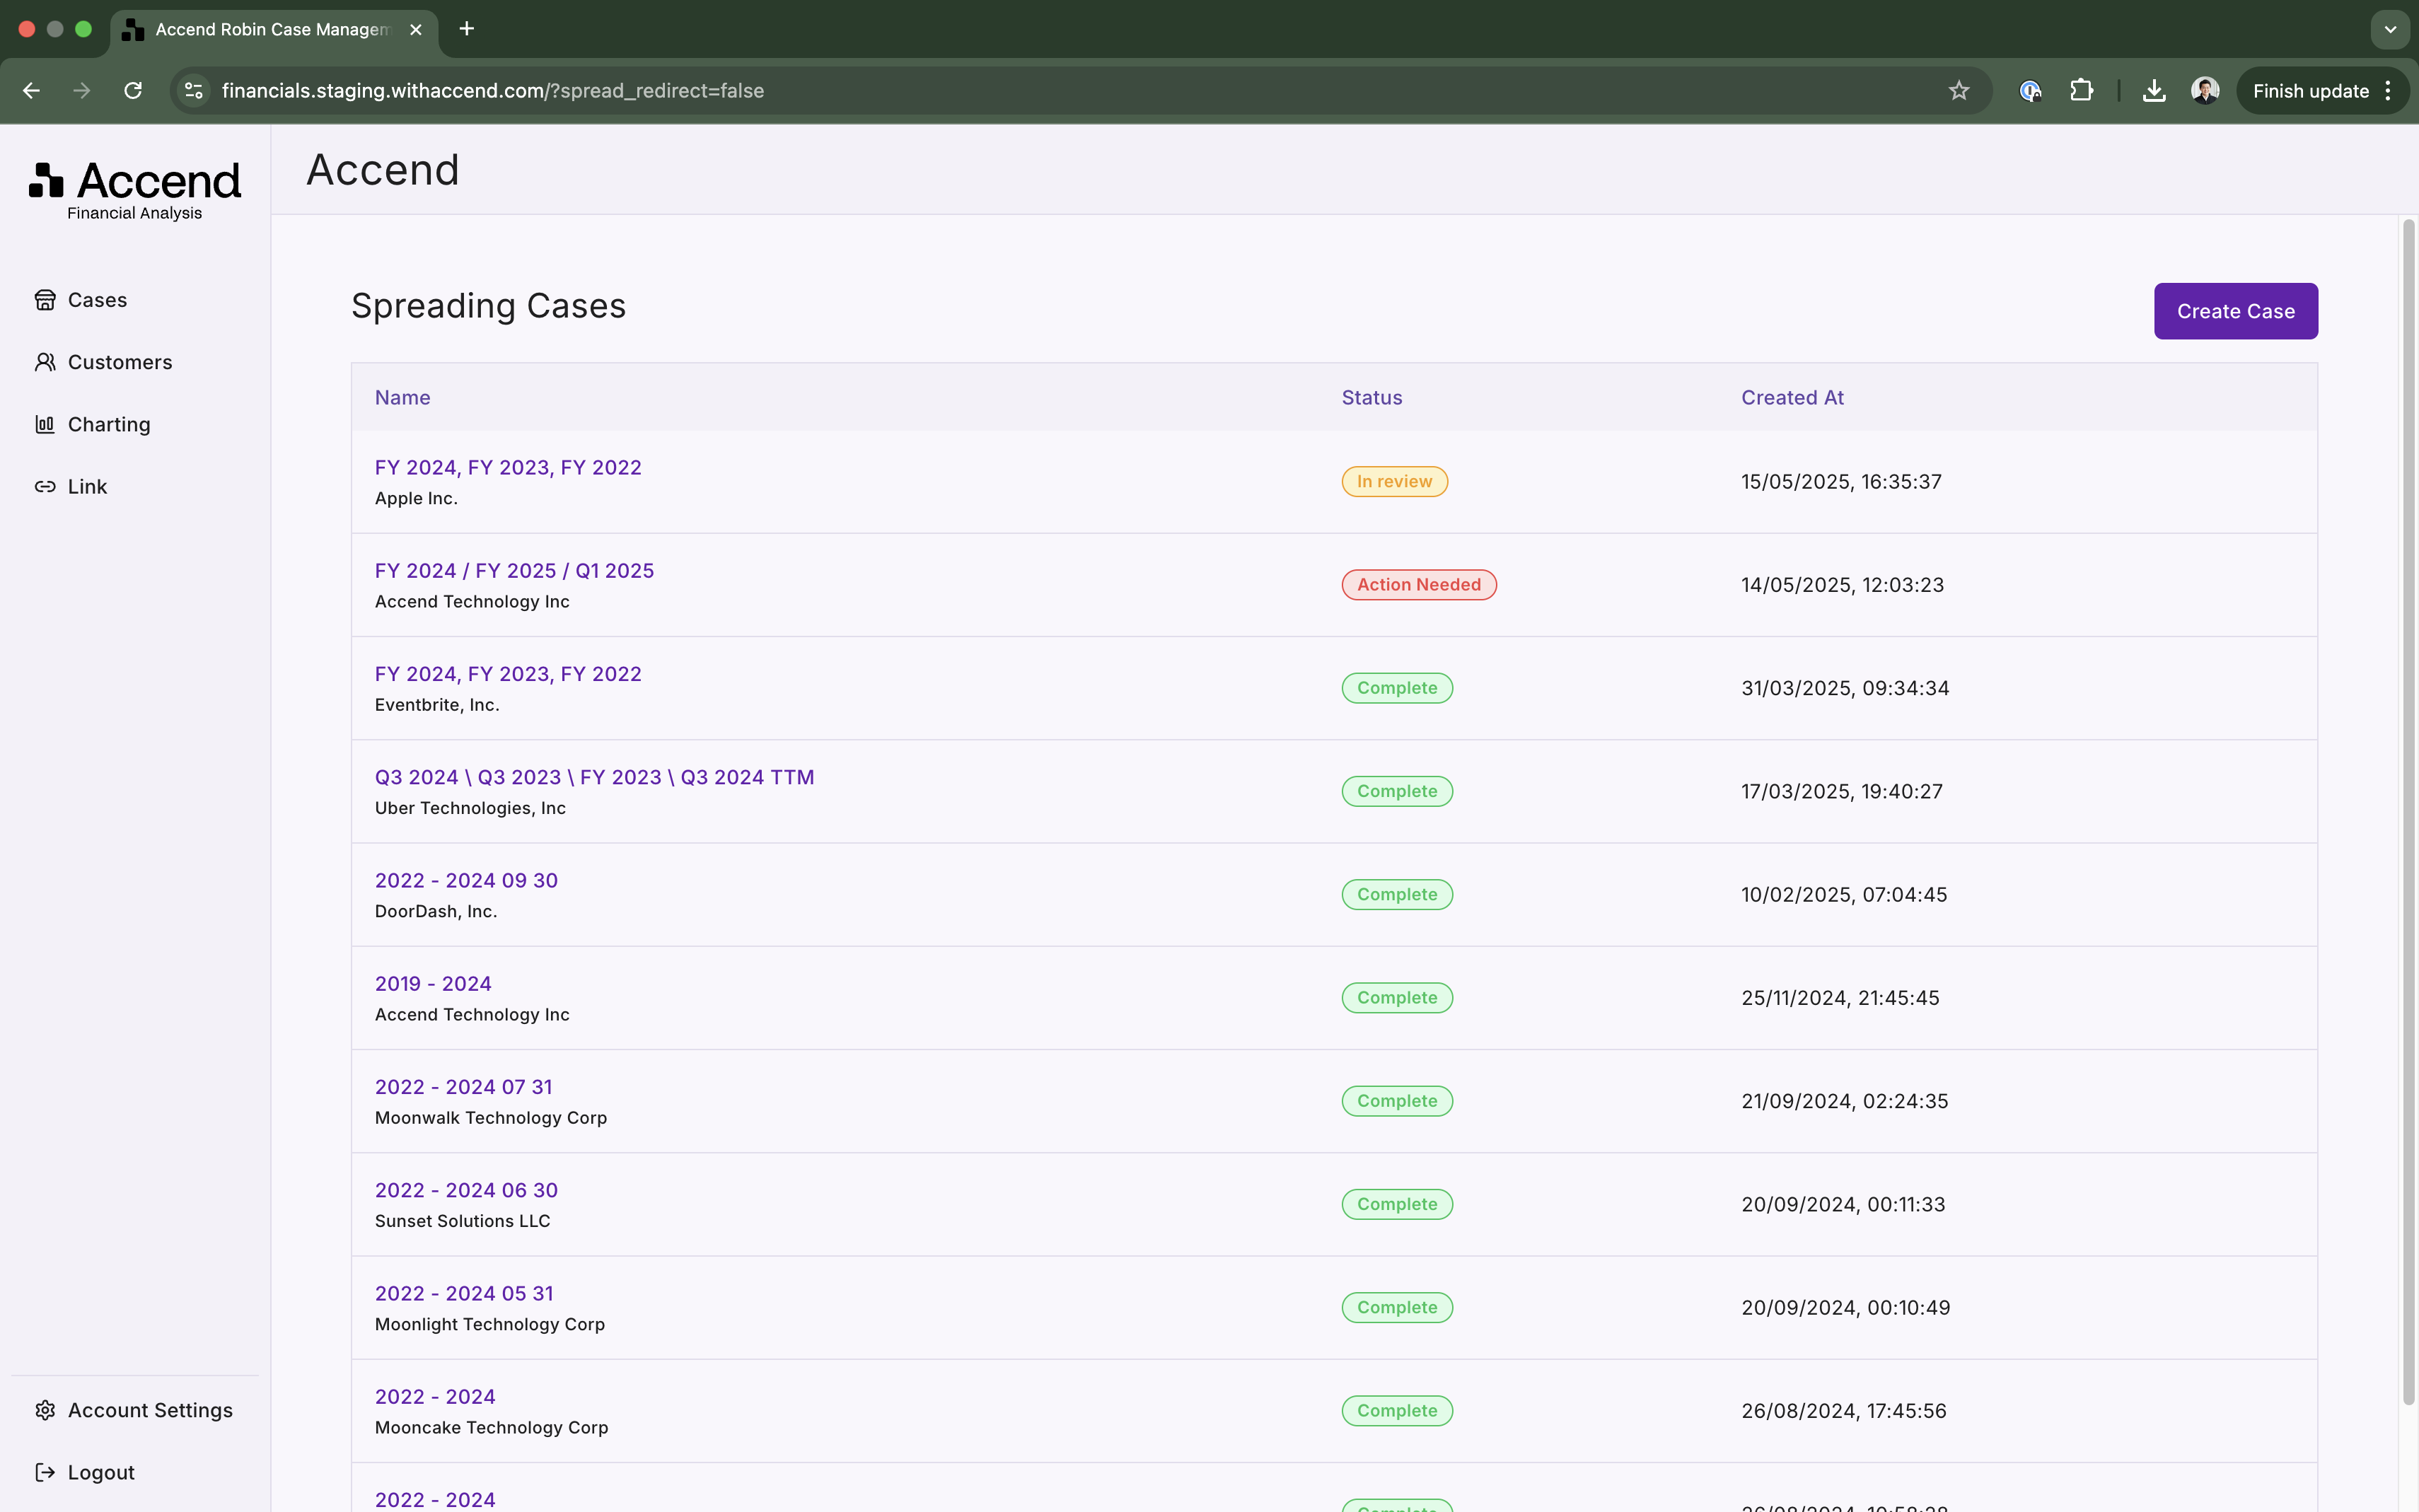 Accend Robin Case Managem
financials.staging.withaccend.com/?spread_redirect=false
Finish update
Accend
Financial Analysis
Cases
Customers
Charting
Link
Account Settings
Logout
Accend
Spreading Cases
Create Case
Name Status Created At
FY 2024, FY 2023, FY 2022
Apple Inc.
In review
15/05/2025, 16:35:37
FY 2024 / FY 2025 / Q1 2025
Accend Technology Inc
Action Needed
14/05/2025, 12:03:23
FY 2024, FY 2023, FY 2022
Eventbrite, Inc.
Complete
31/03/2025, 09:34:34
Q3 2024 \ Q3 2023 \ FY 2023 \ Q3 2024 TTM
Uber Technologies, Inc
Complete
17/03/2025, 19:40:27
2022 - 2024 09 30
DoorDash, Inc.
Complete
10/02/2025, 07:04:45
2019 - 2024
Accend Technology Inc
Complete
25/11/2024, 21:45:45
2022 - 2024 07 31
Moonwalk Technology Corp
Complete
21/09/2024, 02:24:35
2022 - 2024 06 30
Sunset Solutions LLC
Complete
20/09/2024, 00:11:33
2022 - 2024 05 31
Moonlight Technology Corp
Complete
20/09/2024, 00:10:49
2022 - 2024
Mooncake Technology Corp
Complete
26/08/2024, 17:45:56
2022 - 2024